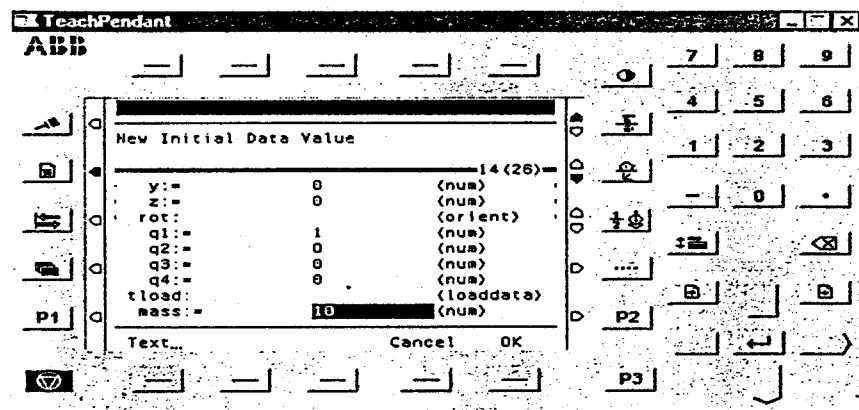 TeachPendant
ABB
7 8 9
4 5 6
1 2 3
- 0 .
New Initial Data Value
14(26)
y:= 0 (num)
z:= 0 (num)
rot: (orient)
q1:= 1 (num)
q2:= 0 (num)
q3:= 0 (num)
q4:= 0 (num)
tload: (loaddata)
mass:= 10 (num)
Text... Cancel OK
P1
P2
P3